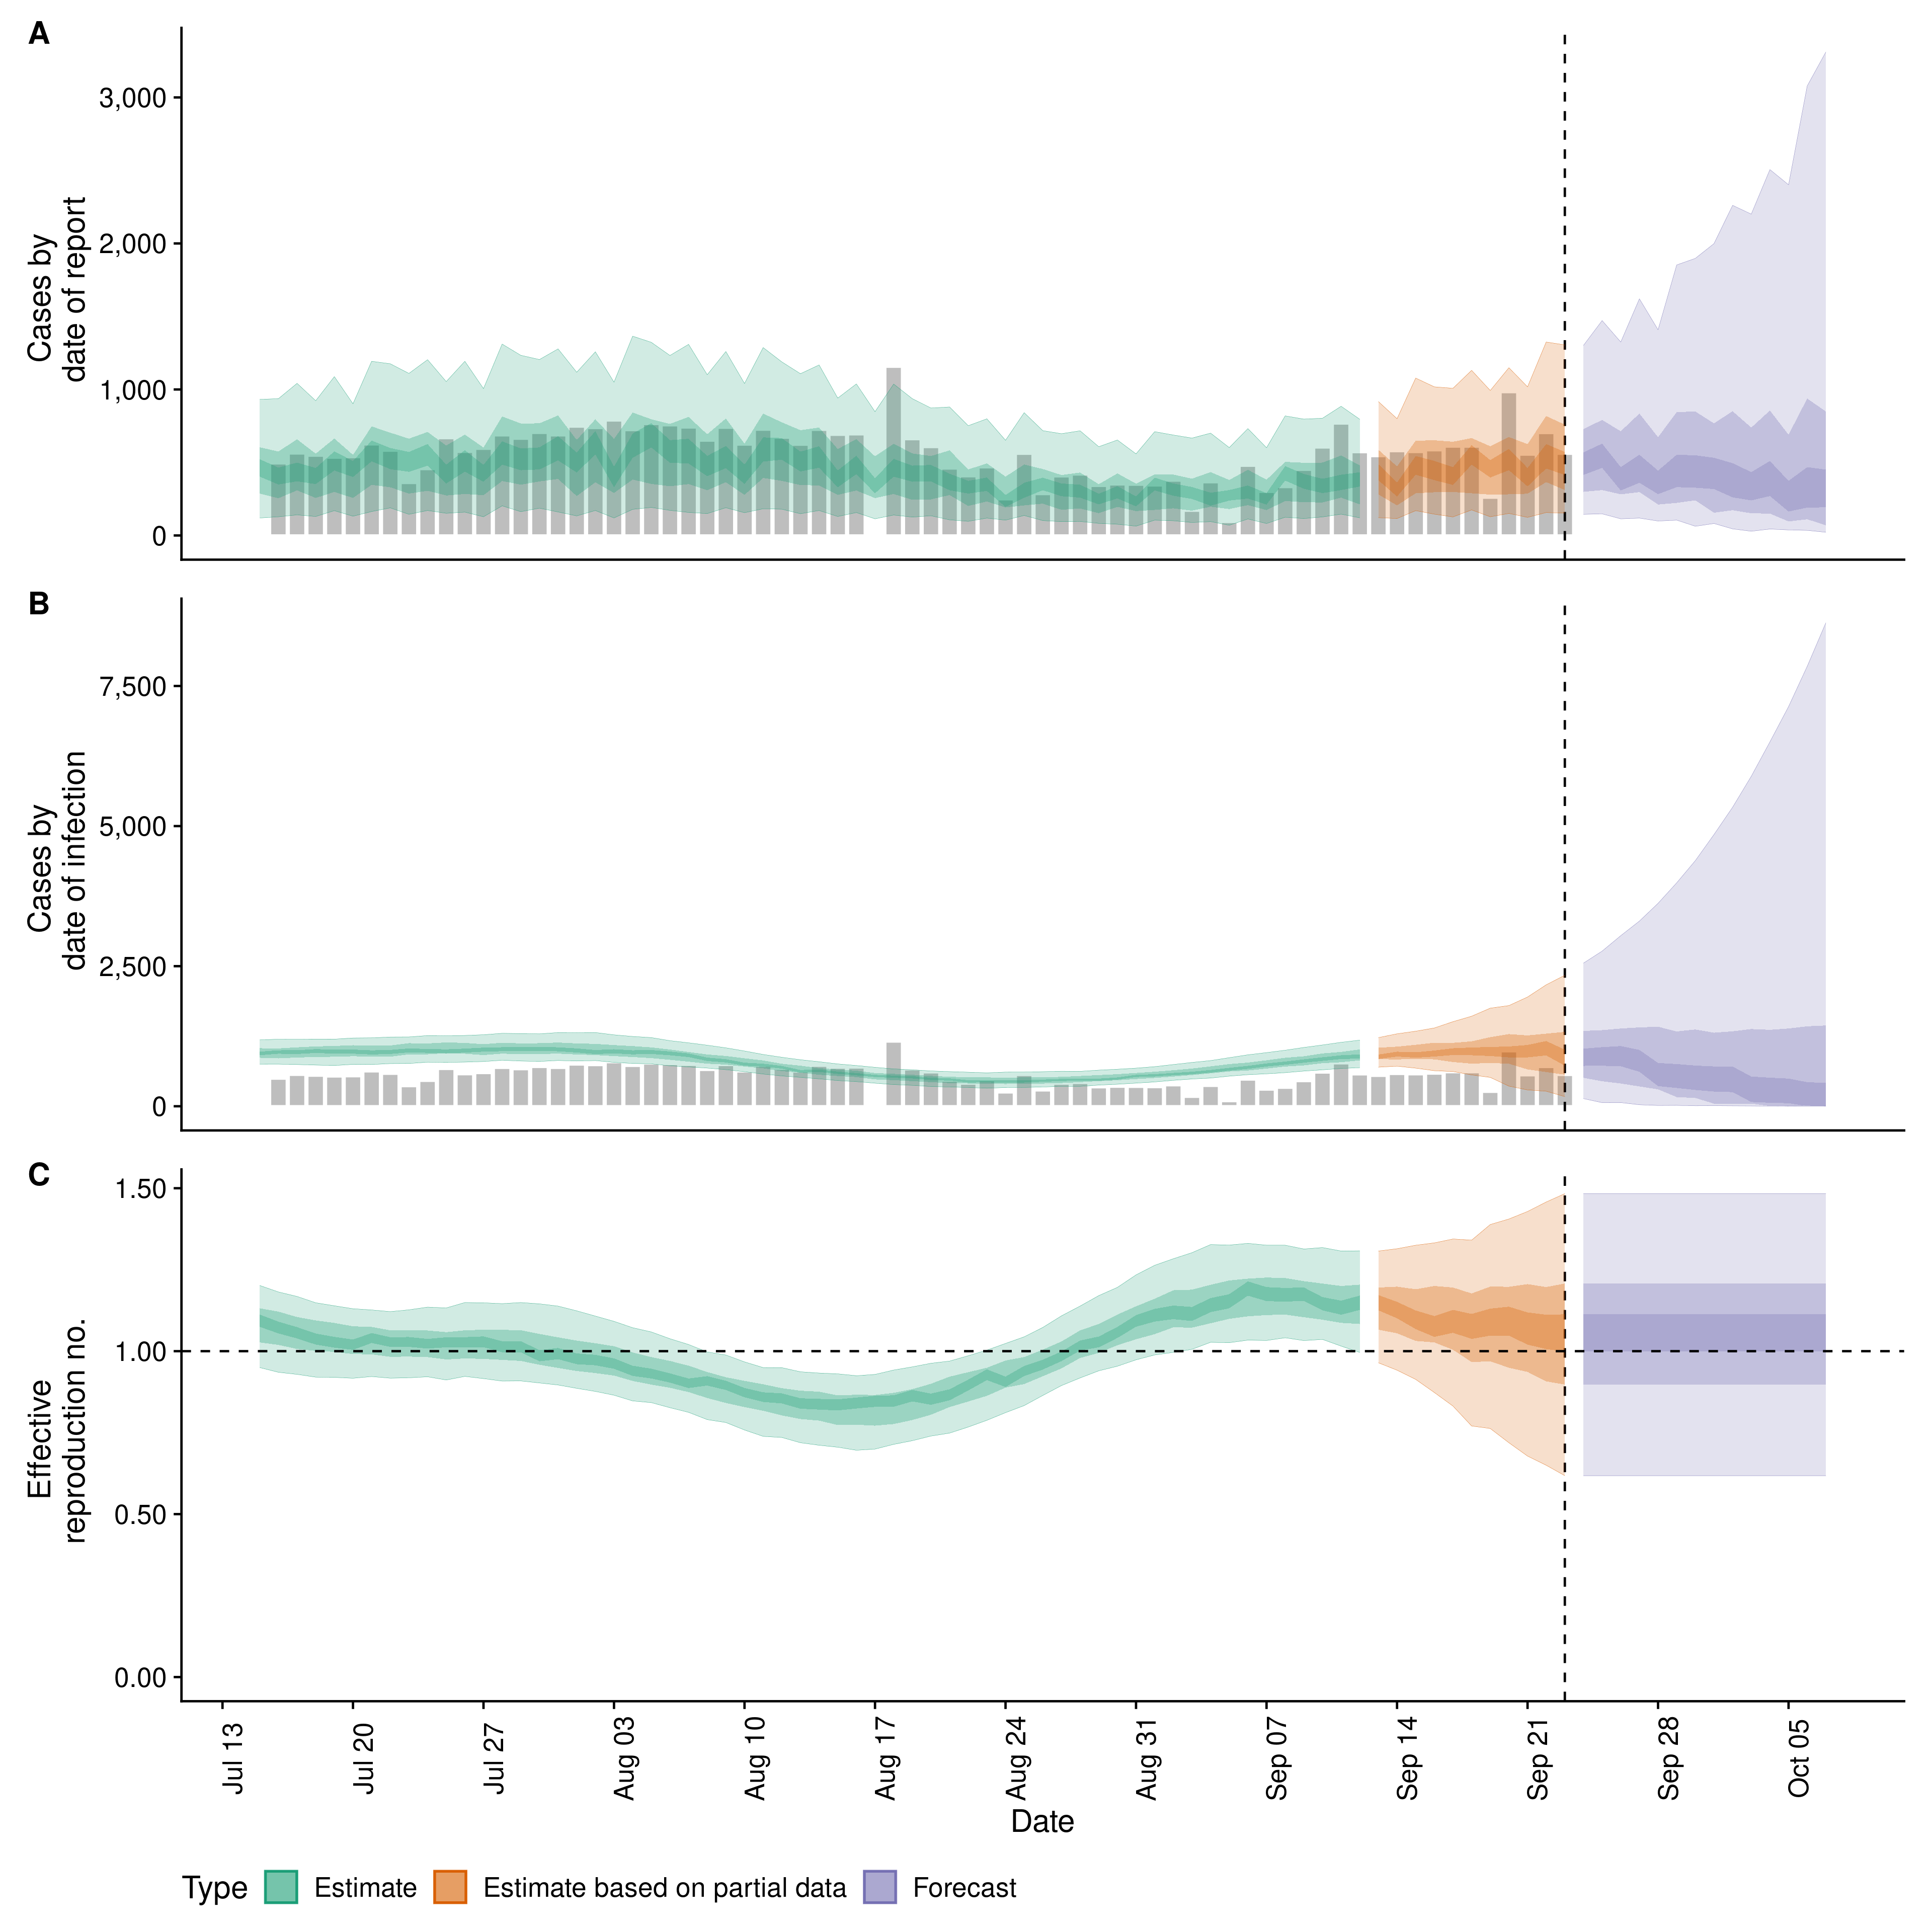 A
Cases by
date of report
3,000
2,000
1,000
0
B
Cases by
date of infection
7,500
5,000
2,500
0
C
Effective
reproduction no.
1.50
1.00
0.50
0.00
Jul 13
Jul 20
Jul 27
Aug 03
Aug 10
Aug 17
Aug 24
Aug 31
Sep 07
Sep 14
Sep 21
Sep 28
Oct 05
Date
Type Estimate Estimate based on partial data Forecast